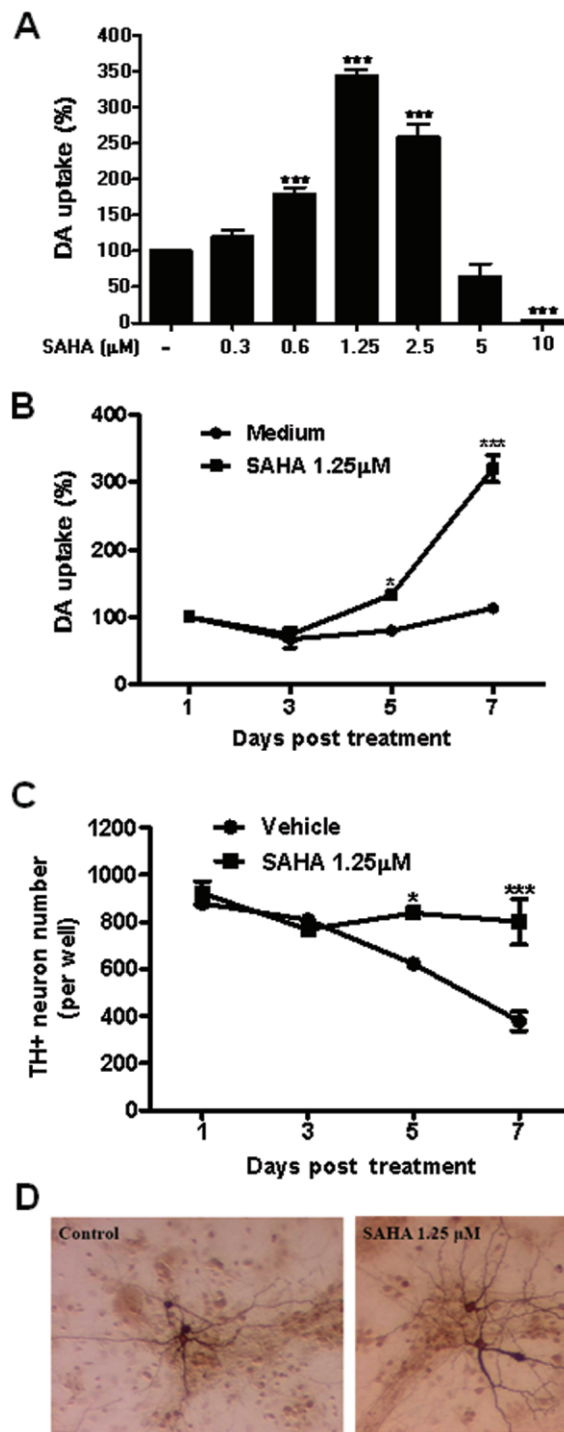 A
DA uptake (%)
400
350
300
250
200
150
100
50
0
***
***
***
***
SAHA (µM)
- 0.3 0.6 1.25 2.5 5 10
B
DA uptake (%)
400
300
200
100
0
Medium
SAHA 1.25µM
*
***
1 3 5 7
Days post treatment
C
TH+ neuron number
(per well)
1200
1000
800
600
400
200
0
Vehicle
SAHA 1.25µM
*
***
1 3 5 7
Days post treatment
D
Control
SAHA 1.25 µM